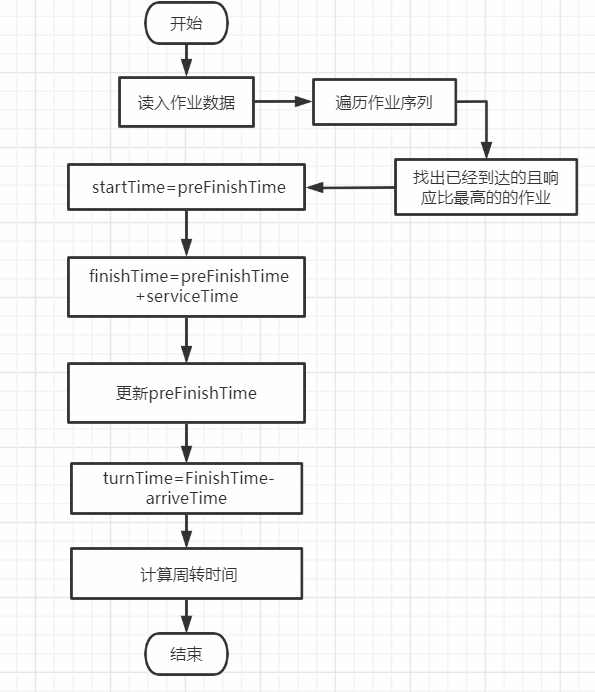 开始
读入作业数据
遍历作业序列
找出已经到达的且响
应比最高的的作业
startTime=preFinishTime
finishTime=preFinishTime
+serviceTime
更新preFinishTime
turnTime=FinishTime-
arriveTime
计算周转时间
结束